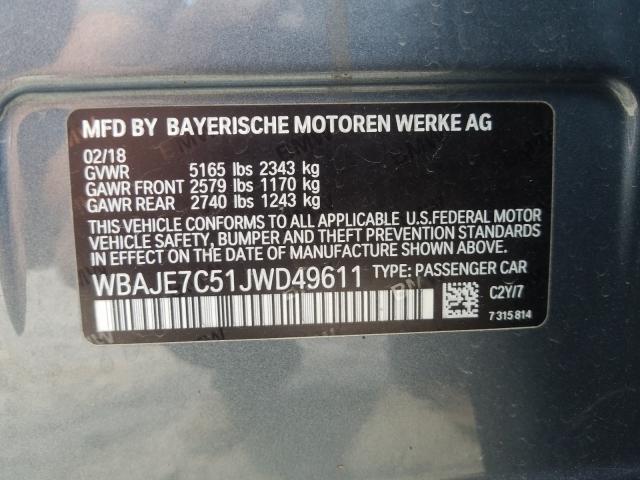 MFD BY BAYERISCHE MOTOREN WERKE AG
02/18
GVWR 5165 lbs 2343 kg
GAWR FRONT 2579 lbs 1170 kg
GAWR REAR 2740 lbs 1243 kg
THIS VEHICLE CONFORMS TO ALL APPLICABLE U.S.FEDERAL MOTOR
VEHICLE SAFETY, BUMPER AND THEFT PREVENTION STANDARDS
IN EFFECT ON THE DATE OF MANUFACTURE SHOWN ABOVE.
WBAJE7C51JWD49611 TYPE: PASSENGER CAR
C2Y/7
7 315 814